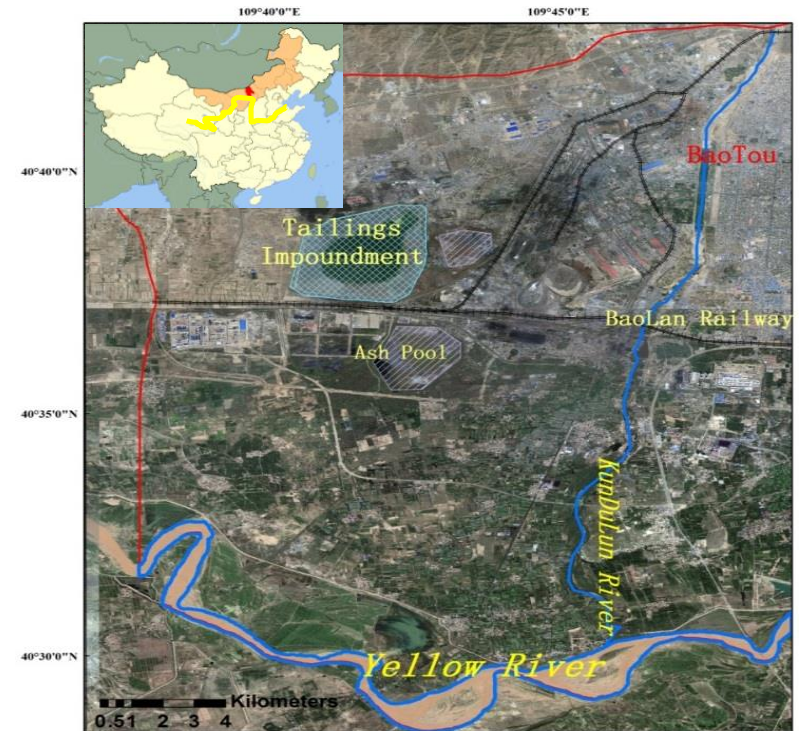 109°40'0"E
109°45'0"E
40°40'0"N
BaoTou
Tailings
Impoundment
BaoLan Railway
Ash Pool
40°35'0"N
KunDuLun River
40°30'0"N
Yellow River
Kilometers
0.51 2 3 4